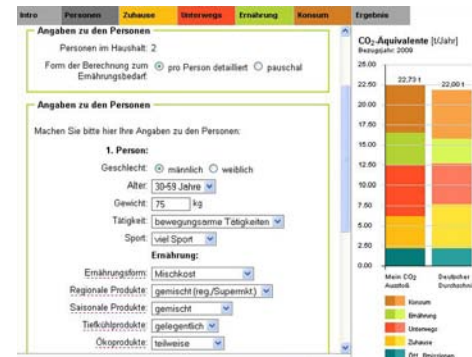 Intro Personen Zuhause Unterwegs Ernährung Konsum Ergebnis
Angaben zu den Personen
Personen im Haushalt: 2
Form der Berechnung zum Ernährungsbedarf: pro Person detailliert pauschal
Angaben zu den Personen
Machen Sie bitte hier Ihre Angaben zu den Personen:
1. Person:
Geschlecht: männlich weiblich
Alter: 30-59 Jahre
Gewicht: 75 kg
Tätigkeit: bewegungsarme Tätigkeiten
Sport: viel Sport
Ernährung:
Ernährungsform: Mischkost
Regionale Produkte: gemischt (reg./Supermkt.)
Saisonale Produkte: gemischt
Tiefkühlprodukte: gelegentlich
Ökoprodukte: teilweise
CO2-Äquivalente [t/Jahr]
Bezugsjahr: 2009
25.00
22.50
20.00
17.50
15.00
12.50
10.00
7.50
5.00
2.50
0.00
22,73 t
22,00 t
Mein CO2 Ausstoß
Deutscher Durchschni
Konsum
Ernährung
Unterwegs
Zuhause
Öff. Emissionen